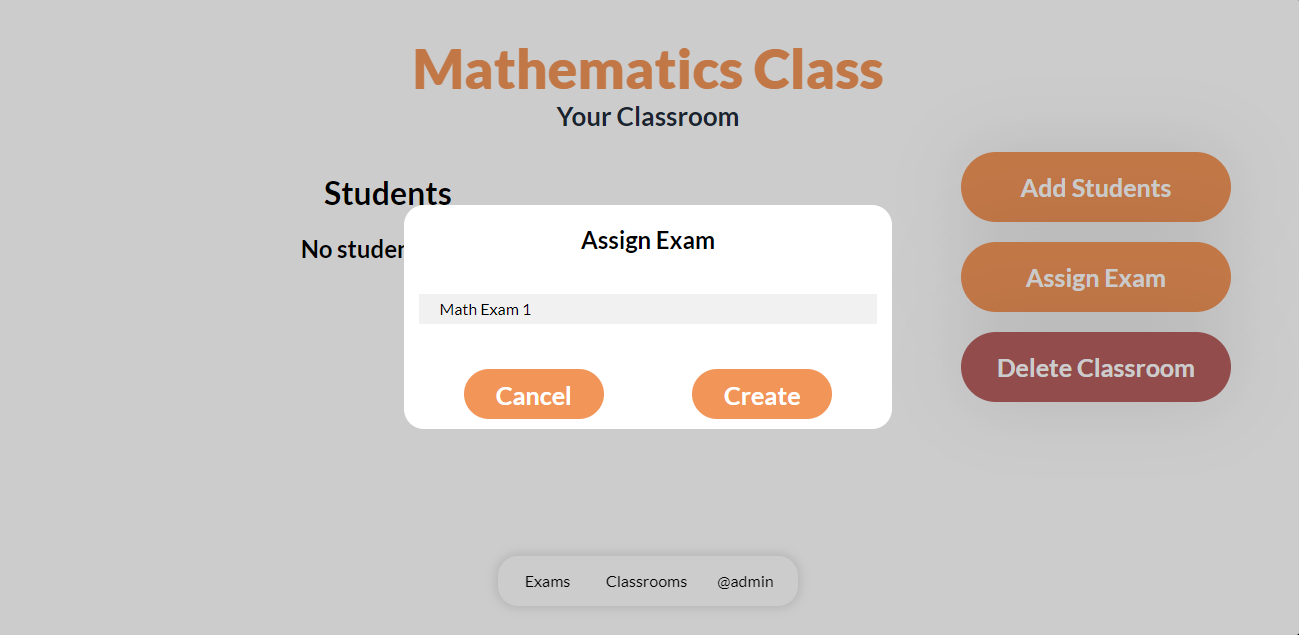 Mathematics Class
Your Classroom
Students
No studen
Add Students
Assign Exam
Delete Classroom
Assign Exam
Math Exam 1
Cancel
Create
Exams
Classrooms
@admin